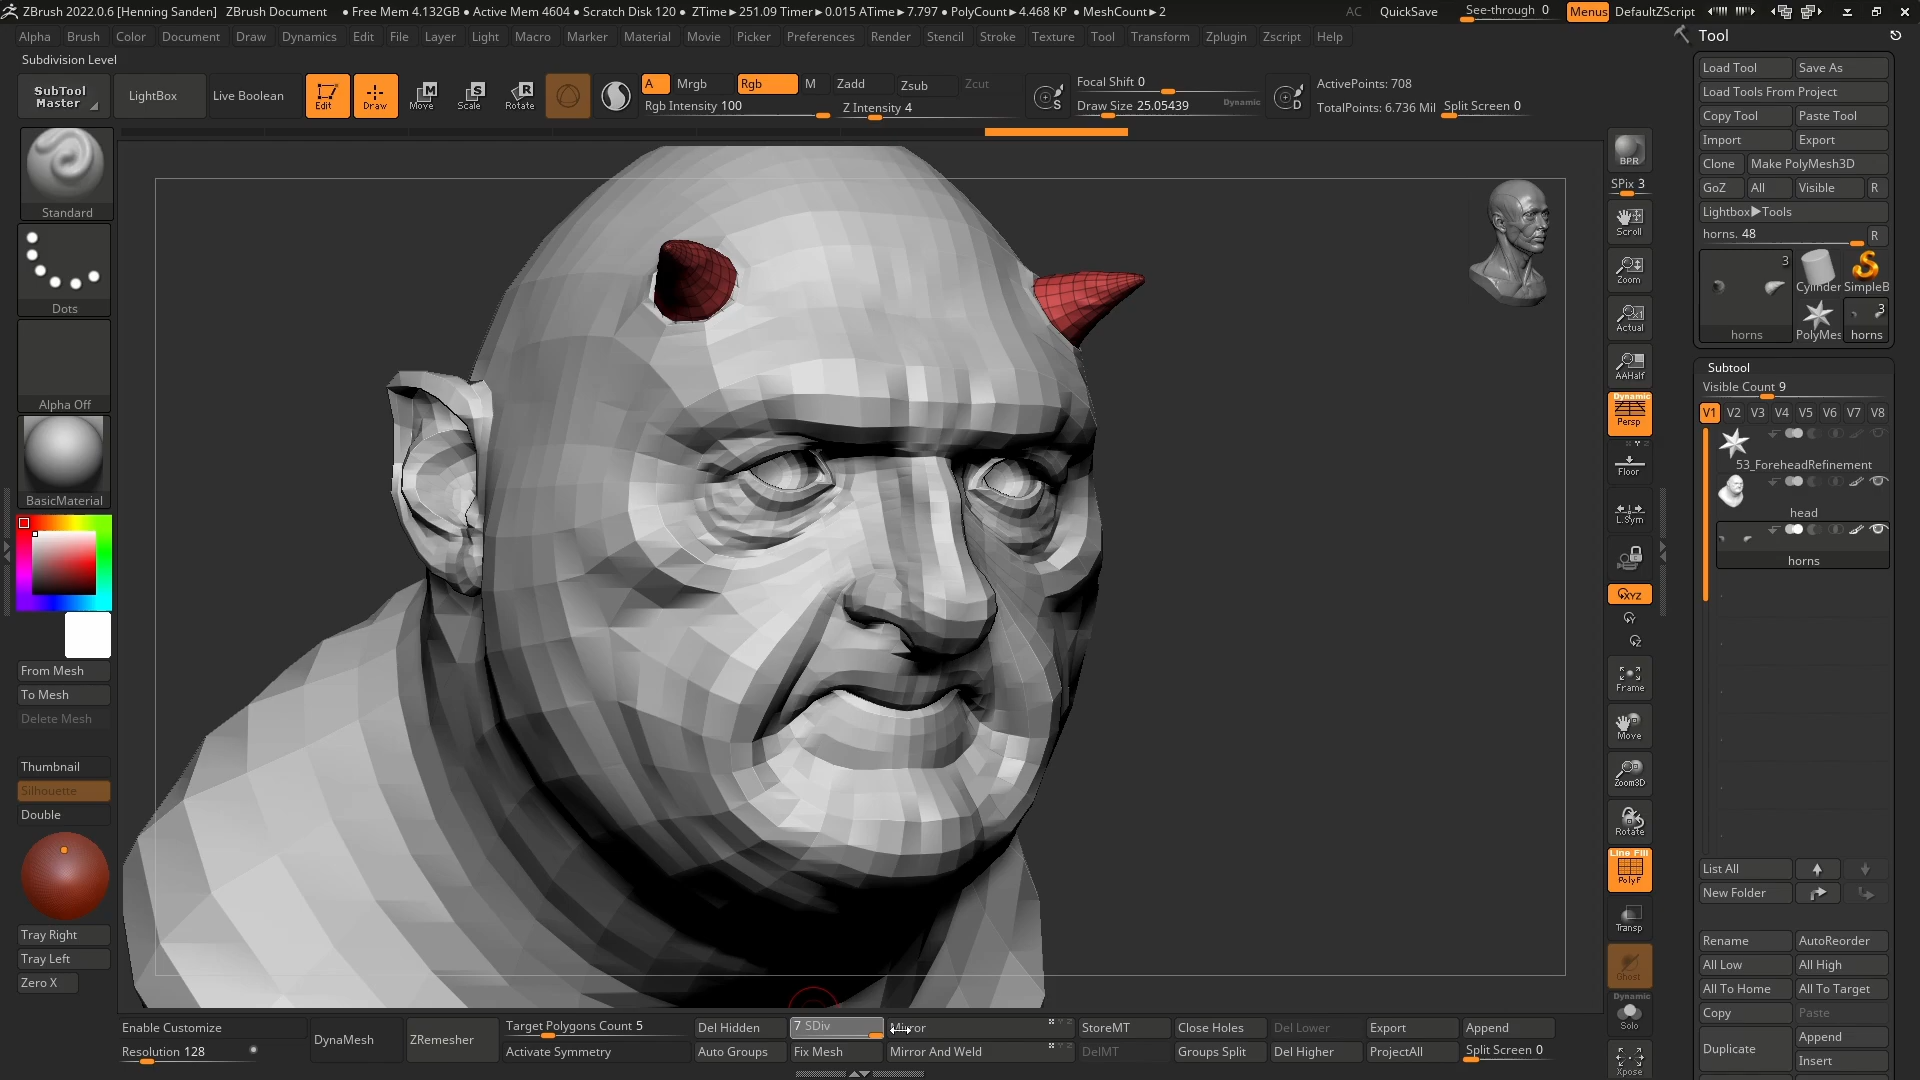 ZBrush 2022.0.6 [Henning Sanden] ZBrush Document • Free Mem 4.132GB • Active Mem 4604 • Scratch Disk 120 • ZTime►251.09 Timer►0.015 ATime►7.797 • PolyCount►4.468 KP • MeshCount►2 AC QuickSave See-through 0 Menus DefaultZScript
Alpha Brush Color Document Draw Dynamics Edit File Layer Light Macro Marker Material Movie Picker Preferences Render Stencil Stroke Texture Tool Transform Zplugin Zscript Help
Tool
Subdivision Level
SubTool Master
LightBox
Live Boolean
Edit
Draw
Move
Scale
Rotate
A Mrgb Rgb M Zadd Zsub Zcut
Rgb Intensity 100 Z Intensity 4
S
Focal Shift 0
Draw Size 25.05439 Dynamic
D
ActivePoints: 708
TotalPoints: 6.736 Mil Split Screen 0
Standard
Dots
Alpha Off
BasicMaterial
From Mesh
To Mesh
Delete Mesh
Thumbnail
Silhouette
Double
Tray Right
Tray Left
Zero X
BPR
SPix 3
Scroll
Zoom
Actual
AAHalf
Dynamic
Persp
Floor
L.Sym
XYZ
Frame
Move
Zoom3D
Rotate
Line Fill
PolyF
Transp
Ghost
Dynamic
Solo
Xpose
Load Tool Save As
Load Tools From Project
Copy Tool Paste Tool
Import Export
Clone Make PolyMesh3D
GoZ All Visible R
Lightbox►Tools
horns. 48 R
3
Cylinder SimpleB
3
horns PolyMes horns
Subtool
Visible Count 9
V1 V2 V3 V4 V5 V6 V7 V8
53_ForeheadRefinement
head
horns
List All
New Folder
Rename AutoReorder
All Low All High
All To Home All To Target
Copy Paste
Duplicate Append
Insert
Enable Customize
Resolution 128
DynaMesh
ZRemesher
Target Polygons Count 5
Activate Symmetry
Del Hidden 7 SDiv Mirror StoreMT Close Holes Del Lower Export Append
Auto Groups Fix Mesh Mirror And Weld DelMT Groups Split Del Higher ProjectAll Split Screen 0